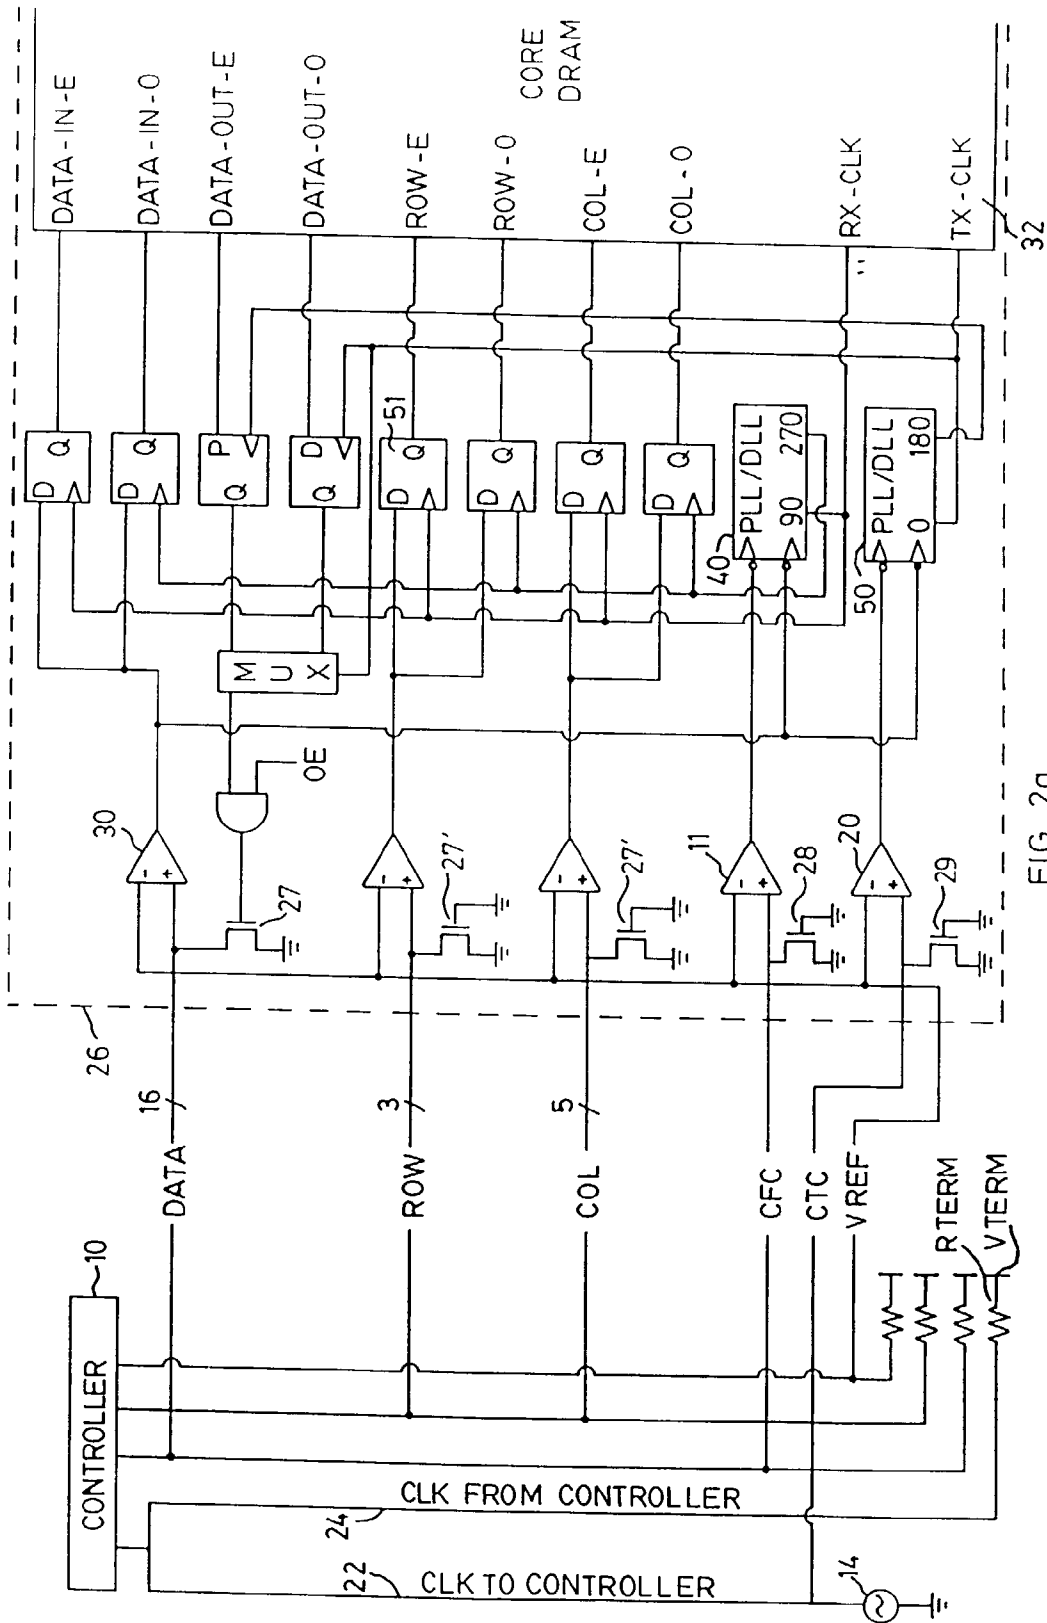 DATA-IN-E
DATA-IN-O
DATA-OUT-E
DATA-OUT-O
ROW-E
ROW-O
COL-E
COL-O
RX-CLK
TX-CLK
CORE
DRAM
32
D Q
D Q
Q P
Q D
D Q
51
D Q
D Q
D Q
40
PLL/DLL
90 270
50
PLL/DLL
0 180
MUX
OE
30
- +
27
- +
27'
- +
27'
11
- +
28
20
- +
29
26
16
3
5
DATA
ROW
COL
CFC
CTC
VREF
RTERM
VTERM
10
CONTROLLER
CLK FROM CONTROLLER
24
CLK TO CONTROLLER
22
14
FIG. 2a